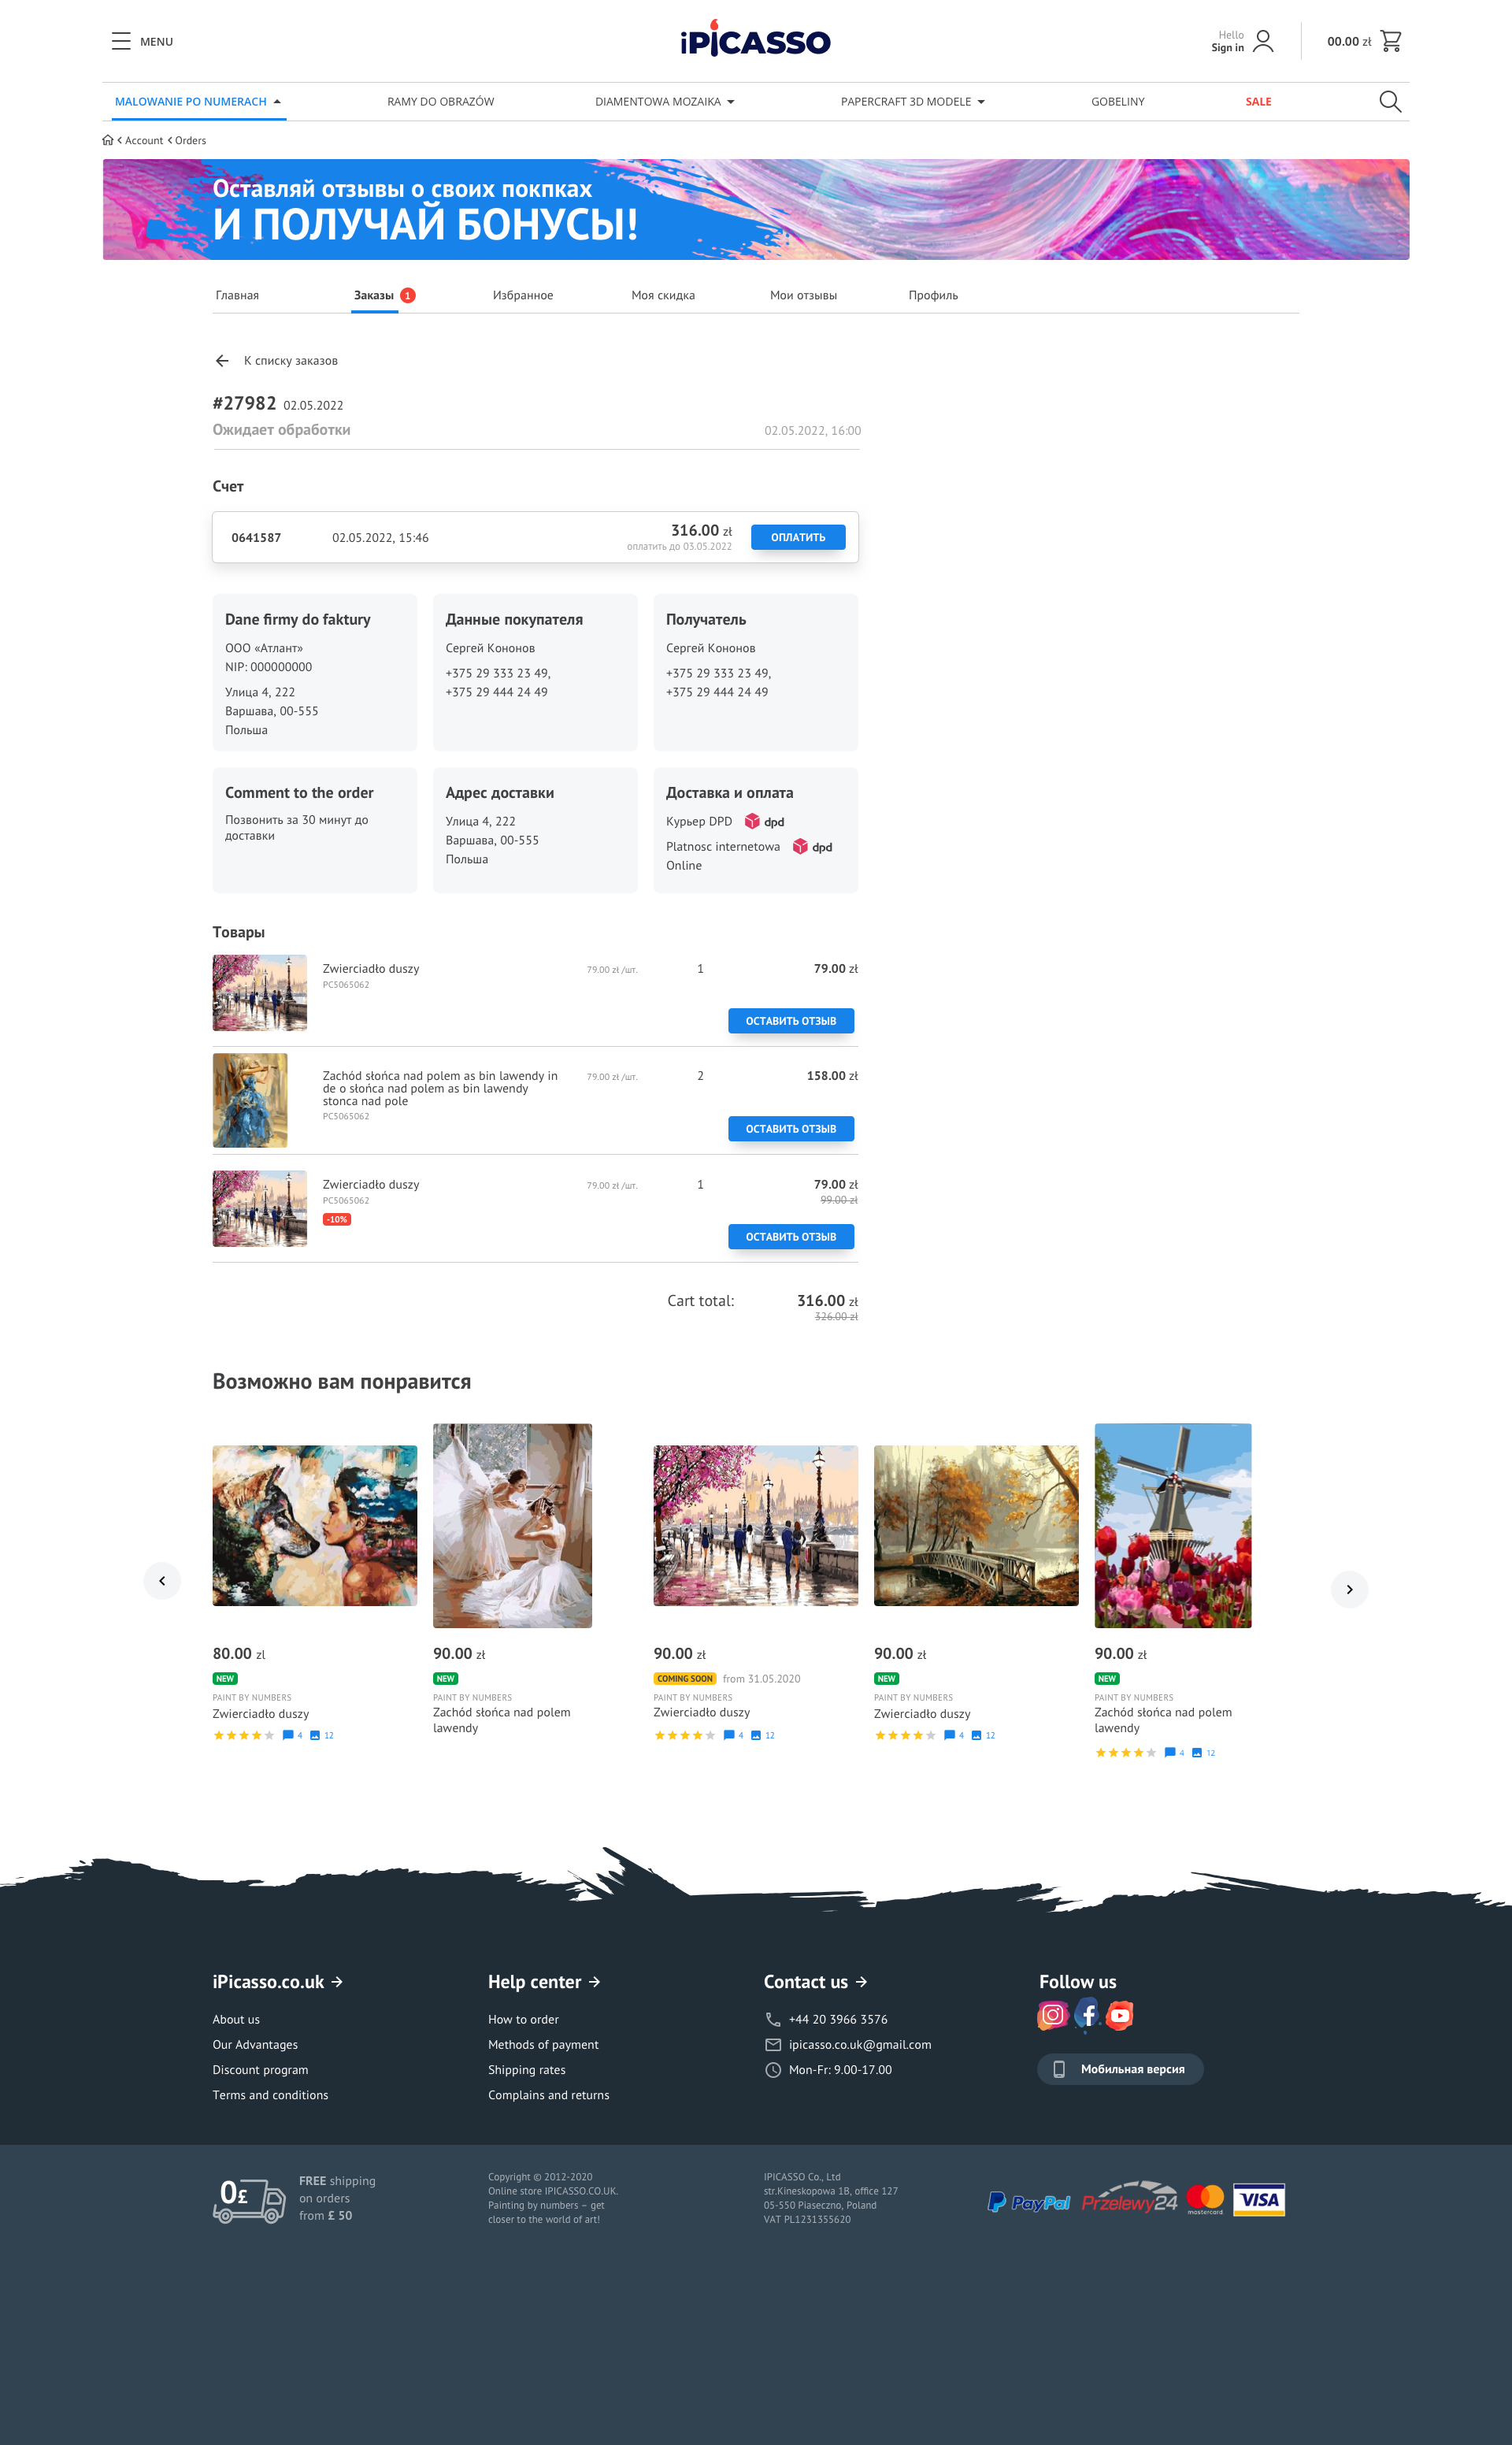 MENU
iPICASSO
Hello
Sign in
00.00 zł
MALOWANIE PO NUMERACH
RAMY DO OBRAZÓW
DIAMENTOWA MOZAIKA
PAPERCRAFT 3D MODELE
GOBELINY
SALE
Account
Orders
Оставляй отзывы о своих покпках
И ПОЛУЧАЙ БОНУСЫ!
Главная
Заказы 1
Избранное
Моя скидка
Мои отзывы
Профиль
К списку заказов
#27982 02.05.2022
Ожидает обработки
02.05.2022, 16:00
Счет
0641587
02.05.2022, 15:46
316.00 zł
оплатить до 03.05.2022
ОПЛАТИТЬ
Dane firmy do faktury
ООО «Атлант»
NIP: 000000000
Улица 4, 222
Варшава, 00-555
Польша
Данные покупателя
Сергей Кононов
+375 29 333 23 49,
+375 29 444 24 49
Получатель
Сергей Кононов
+375 29 333 23 49,
+375 29 444 24 49
Comment to the order
Позвонить за 30 минут до
доставки
Адрес доставки
Улица 4, 222
Варшава, 00-555
Польша
Доставка и оплата
Курьер DPD dpd
Platnosc internetowa dpd
Online
Товары
Zwierciadło duszy
PC5065062
79.00 zł /шт.
1
79.00 zł
ОСТАВИТЬ ОТЗЫВ
Zachód słońca nad polem as bin lawendy in
de o słońca nad polem as bin lawendy
stonca nad pole
PC5065062
79.00 zł /шт.
2
158.00 zł
ОСТАВИТЬ ОТЗЫВ
Zwierciadło duszy
PC5065062
-10%
79.00 zł /шт.
1
79.00 zł
99.00 zł
ОСТАВИТЬ ОТЗЫВ
Cart total:
316.00 zł
326.00 zł
Возможно вам понравится
80.00 zl
NEW
PAINT BY NUMBERS
Zwierciadło duszy
4 12
90.00 zł
NEW
PAINT BY NUMBERS
Zachód słońca nad polem
lawendy
90.00 zł
COMING SOON from 31.05.2020
PAINT BY NUMBERS
Zwierciadło duszy
4 12
90.00 zł
NEW
PAINT BY NUMBERS
Zwierciadło duszy
4 12
90.00 zł
NEW
PAINT BY NUMBERS
Zachód słońca nad polem
lawendy
4 12
iPicasso.co.uk
About us
Our Advantages
Discount program
Terms and conditions
Help center
How to order
Methods of payment
Shipping rates
Complains and returns
Contact us
+44 20 3966 3576
ipicasso.co.uk@gmail.com
Mon-Fr: 9.00-17.00
Follow us
Мобильная версия
0£
FREE shipping
on orders
from £ 50
Copyright © 2012-2020
Online store IPICASSO.CO.UK.
Painting by numbers – get
closer to the world of art!
IPICASSO Co., Ltd
str.Kineskopowa 1B, office 127
05-550 Piaseczno, Poland
VAT PL1231355620
PayPal
Przelewy24
mastercard
VISA